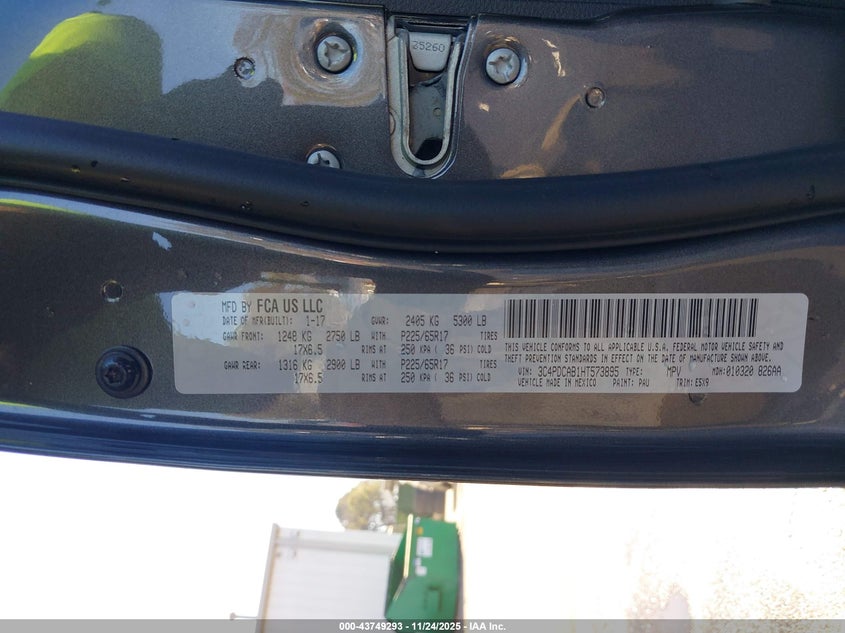 25260
MFD BY FCA US LLC
DATE OF MFR(BUILT): 1-17 GVWR: 2405 KG 5300 LB
GAWR FRONT: 1248 KG 2750 LB WITH P225/65R17 TIRES
17X6.5 RIMS AT 250 KPA ( 36 PSI) COLD
GAWR REAR: 1316 KG 2900 LB WITH P225/65R17 TIRES
17X6.5 RIMS AT 250 KPA ( 36 PSI) COLD
THIS VEHICLE CONFORMS TO ALL APPLICABLE U.S.A. FEDERAL MOTOR VEHICLE SAFETY AND
THEFT PREVENTION STANDARDS IN EFFECT ON THE DATE OF MANUFACTURE SHOWN ABOVE.
VIN: 3C4PDCAB1HT573895 TYPE: MPV MDH: 010320 826AA
VEHICLE MADE IN MEXICO PAINT: PAU TRIM: E5X9
000-43749293 - 11/24/2025 - IAA Inc.